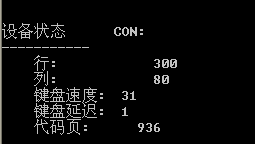 设备状态 CON:
-----------
行: 300
列: 80
键盘速度: 31
键盘延迟: 1
代码页: 936